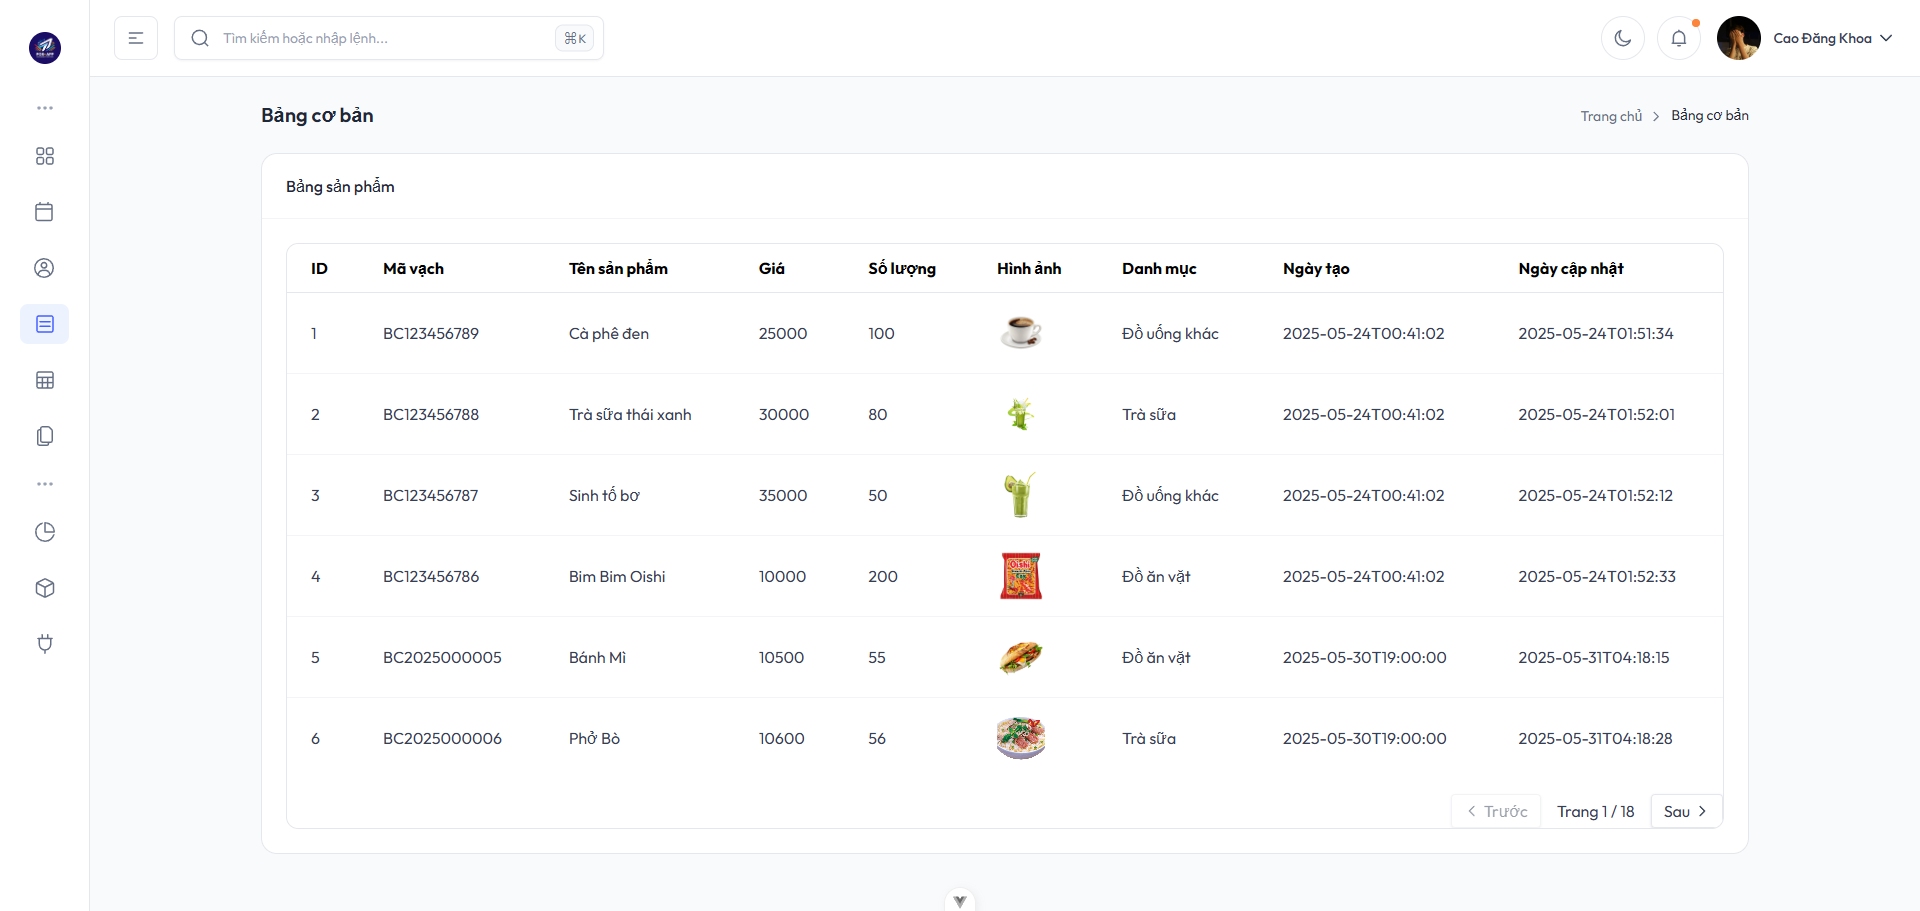 Tìm kiếm hoặc nhập lệnh...
⌘K
Cao Đăng Khoa
Bảng cơ bản
Trang chủ > Bảng cơ bản
Bảng sản phẩm
ID Mã vạch Tên sản phẩm Giá Số lượng Hình ảnh Danh mục Ngày tạo Ngày cập nhật
1 BC123456789 Cà phê đen 25000 100 Đồ uống khác 2025-05-24T00:41:02 2025-05-24T01:51:34
2 BC123456788 Trà sữa thái xanh 30000 80 Trà sữa 2025-05-24T00:41:02 2025-05-24T01:52:01
3 BC123456787 Sinh tố bơ 35000 50 Đồ uống khác 2025-05-24T00:41:02 2025-05-24T01:52:12
4 BC123456786 Bim Bim Oishi 10000 200 Oishi Đồ ăn vặt 2025-05-24T00:41:02 2025-05-24T01:52:33
5 BC2025000005 Bánh Mì 10500 55 Đồ ăn vặt 2025-05-30T19:00:00 2025-05-31T04:18:15
6 BC2025000006 Phở Bò 10600 56 Trà sữa 2025-05-30T19:00:00 2025-05-31T04:18:28
< Trước Trang 1 / 18 Sau >